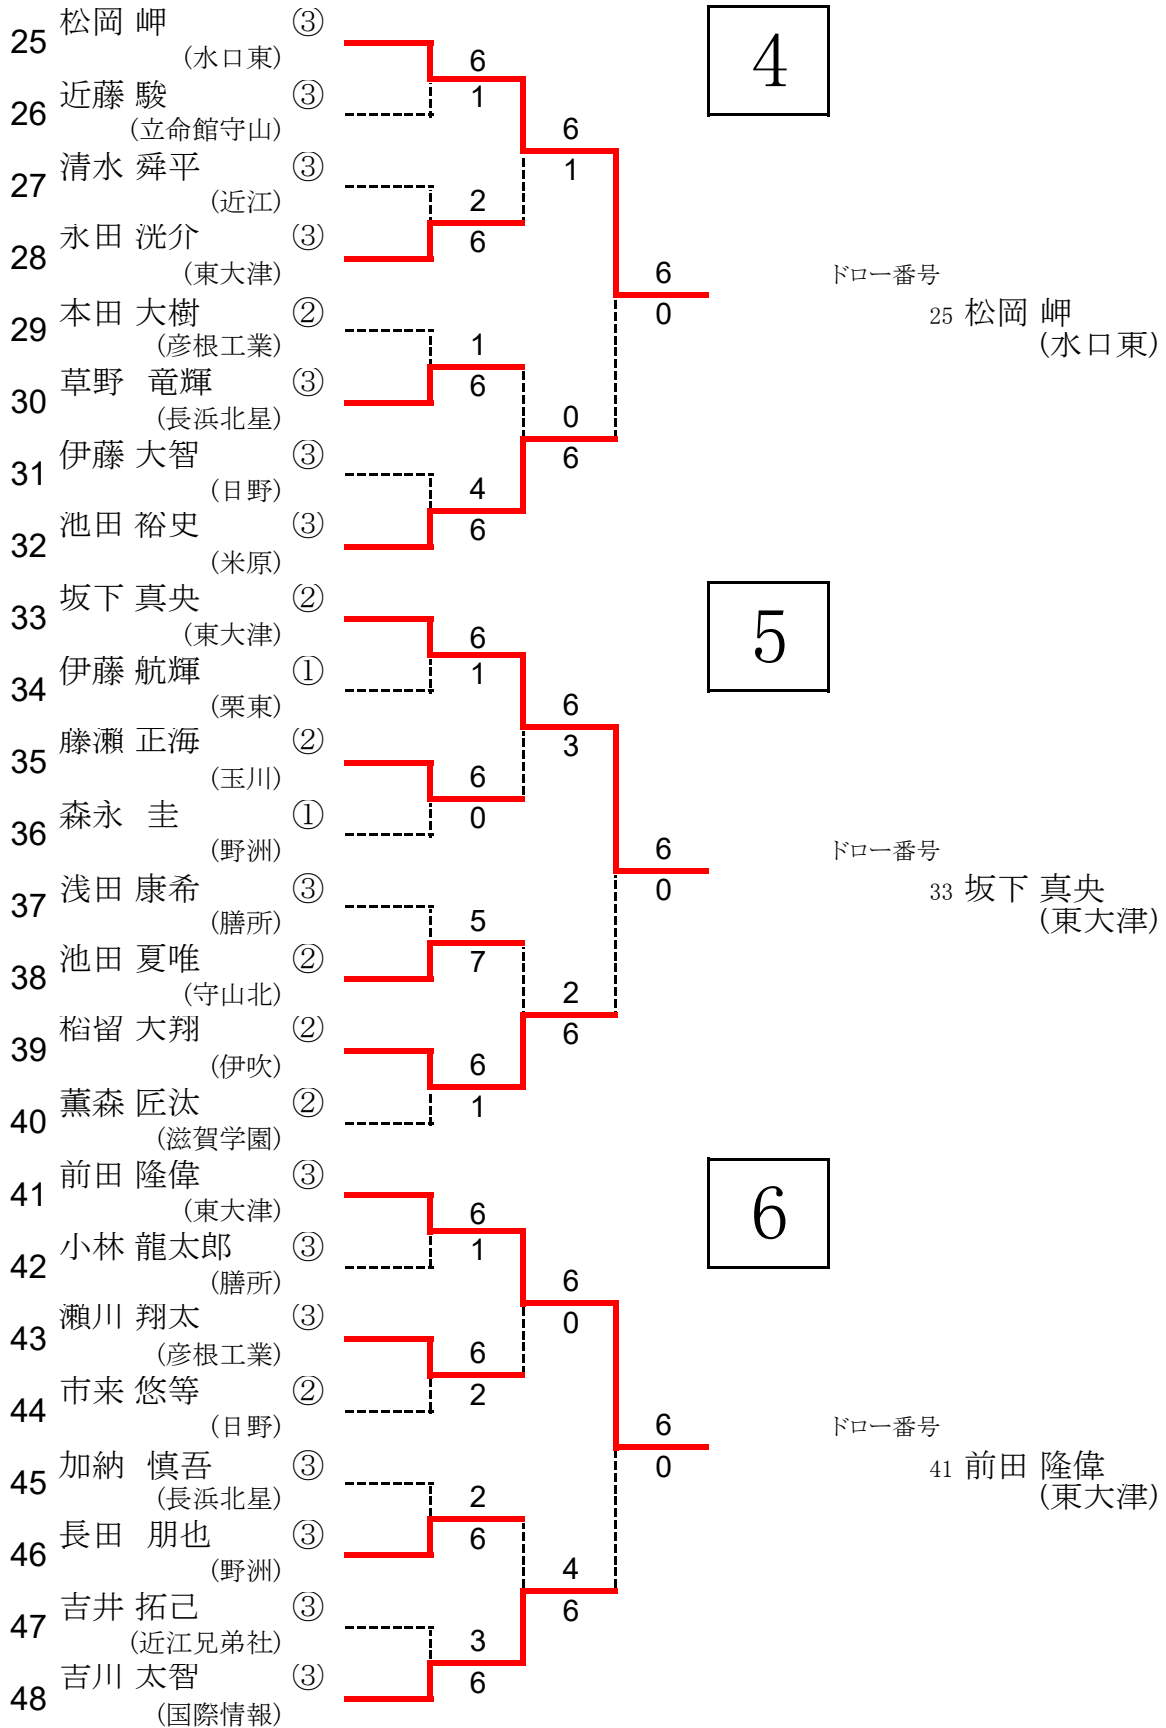 松岡 岬 ③
25
(水口東)
6
4
近藤 駿 ③
1
26
(立命館守山)
6
清水 舜平 ③
1
27
(近江)
2
永田 洸介 ③
6
28
(東大津)
6
ドロー番号
本田 大樹 ②
0
25 松岡 岬
29
(彦根工業)
(水口東)
1
草野 竜輝 ③
6
30
(長浜北星)
0
伊藤 大智 ③
6
31
(日野)
4
池田 裕史 ③
6
32
(米原)
坂下 真央 ②
33
(東大津)
6
5
伊藤 航輝 ①
1
34
(栗東)
6
藤瀬 正海 ②
3
35
(玉川)
6
森永 圭 ①
0
36
(野洲)
6
ドロー番号
浅田 康希 ③
0
33 坂下 真央
37
(膳所)
(東大津)
5
池田 夏唯 ②
7
38
(守山北)
2
稲留 大翔 ②
6
39
(伊吹)
6
薫森 匠汰 ②
1
40
(滋賀学園)
前田 隆偉 ③
41
(東大津)
6
6
小林 龍太郎 ③
1
42
(膳所)
6
瀬川 翔太 ③
0
43
(彦根工業)
6
市来 悠等 ②
2
44
(日野)
6
ドロー番号
加納 慎吾 ③
0
41 前田 隆偉
45
(長浜北星)
(東大津)
2
長田 朋也 ③
6
46
(野洲)
4
吉井 拓己 ③
6
47
(近江兄弟社)
3
吉川 太智 ③
6
48
(国際情報)